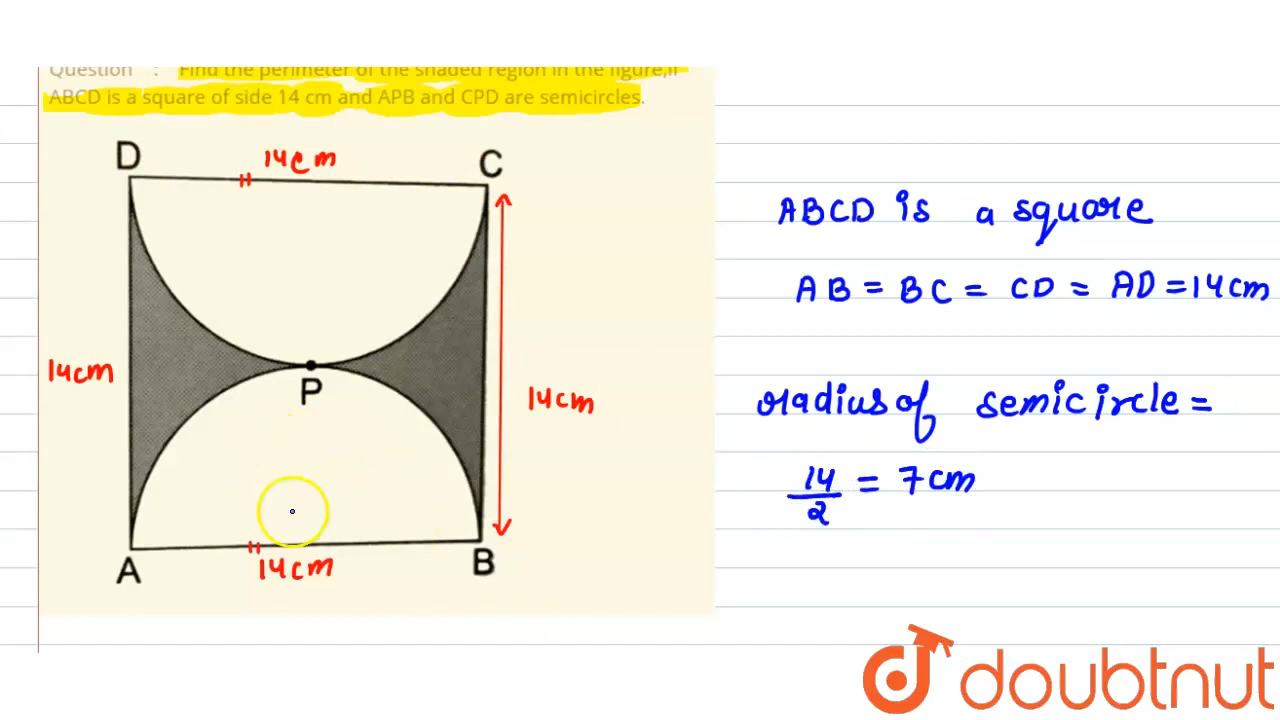 Question : Find the perimeter of the shaded region in the figure,if
ABCD is a square of side 14 cm and APB and CPD are semicircles.
D
14cm
C
14cm
P
14cm
A
14cm
B
ABCD is a square
AB = BC = CD = AD = 14cm
radius of semicircle =
14/2 = 7cm
doubtnut